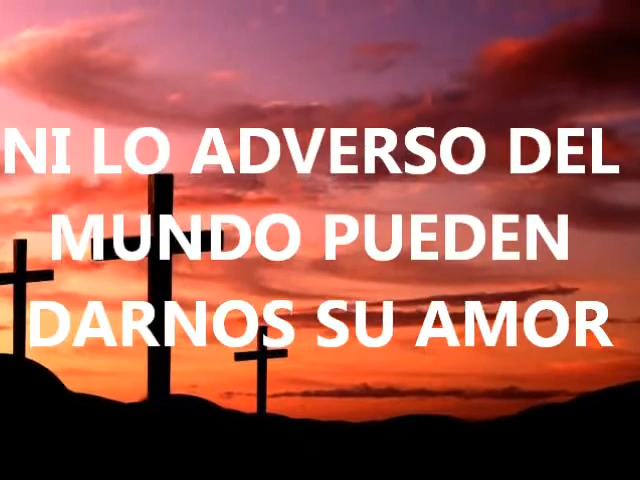 NI LO ADVERSO DEL
MUNDO PUEDEN
DARNOS SU AMOR